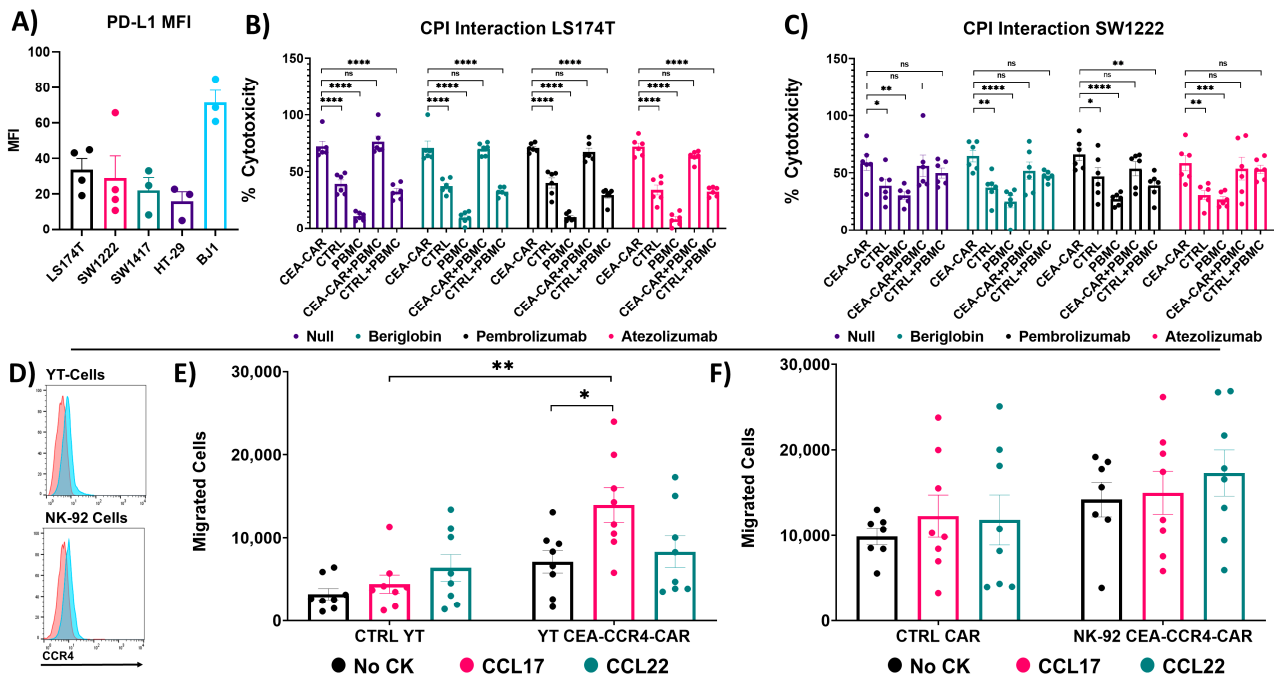 A)
PD-L1 MFI
MFI
100
80
60
40
20
0
LS174T
SW1222
SW1417
HT-29
BJ1
B)
CPI Interaction LS174T
% Cytotoxicity
150
100
50
0
**** **** **** ****
ns ns ns ns
**** **** **** ****
**** **** **** ****
CEA-CAR
CTRL
PBMC
CEA-CAR+PBMC
CTRL+PBMC
CEA-CAR
CTRL
PBMC
CEA-CAR+PBMC
CTRL+PBMC
CEA-CAR
CTRL
PBMC
CEA-CAR+PBMC
CTRL+PBMC
CEA-CAR
CTRL
PBMC
CEA-CAR+PBMC
CTRL+PBMC
Null Beriglobin Pembrolizumab Atezolizumab
C)
CPI Interaction SW1222
% Cytotoxicity
150
100
50
0
ns ns ** ns
ns ns ns ns
** **** **** ***
* ** * **
CEA-CAR
CTRL
PBMC
CEA-CAR+PBMC
CTRL+PBMC
CEA-CAR
CTRL
PBMC
CEA-CAR+PBMC
CTRL+PBMC
CEA-CAR
CTRL
PBMC
CEA-CAR+PBMC
CTRL+PBMC
CEA-CAR
CTRL
PBMC
CEA-CAR+PBMC
CTRL+PBMC
Null Beriglobin Pembrolizumab Atezolizumab
D)
YT-Cells
NK-92 Cells
CCR4
E)
Migrated Cells
30,000
20,000
10,000
0
**
*
CTRL YT YT CEA-CCR4-CAR
No CK CCL17 CCL22
F)
Migrated Cells
30,000
20,000
10,000
0
CTRL CAR NK-92 CEA-CCR4-CAR
No CK CCL17 CCL22